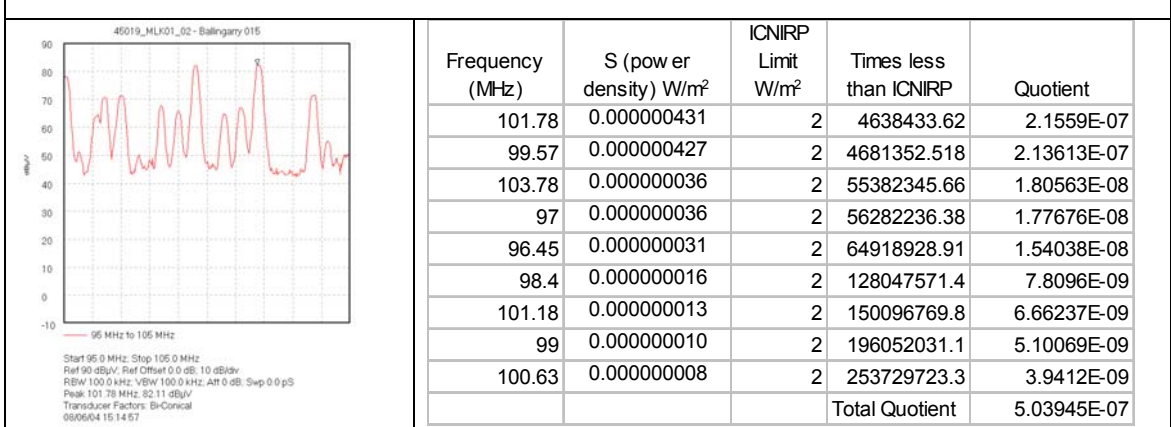 45019_MLK01_02 - Ballingarry 015
90
80
70
60
50
40
30
20
10
0
-10
dBµV
95 MHz to 105 MHz
Start 95.0 MHz; Stop 105.0 MHz
Ref 90 dBµV; Ref Offset 0.0 dB; 10 dB/div
RBW 100.0 kHz; VBW 100.0 kHz; Att 0 dB; Swp 0.0 pS
Peak 101.78 MHz, 82.11 dBµV
Transducer Factors: Bi-Conical
08/06/04 15:14:57
Frequency (MHz) S (power density) W/m² ICNIRP Limit W/m² Times less than ICNIRP Quotient
101.78 0.000000431 2 4638433.62 2.1559E-07
99.57 0.000000427 2 4681352.518 2.13613E-07
103.78 0.000000036 2 55382345.66 1.80563E-08
97 0.000000036 2 56282236.38 1.77676E-08
96.45 0.000000031 2 64918928.91 1.54038E-08
98.4 0.000000016 2 128047571.4 7.8096E-09
101.18 0.000000013 2 150096769.8 6.66237E-09
99 0.000000010 2 196052031.1 5.10069E-09
100.63 0.000000008 2 253729723.3 3.9412E-09
Total Quotient 5.03945E-07